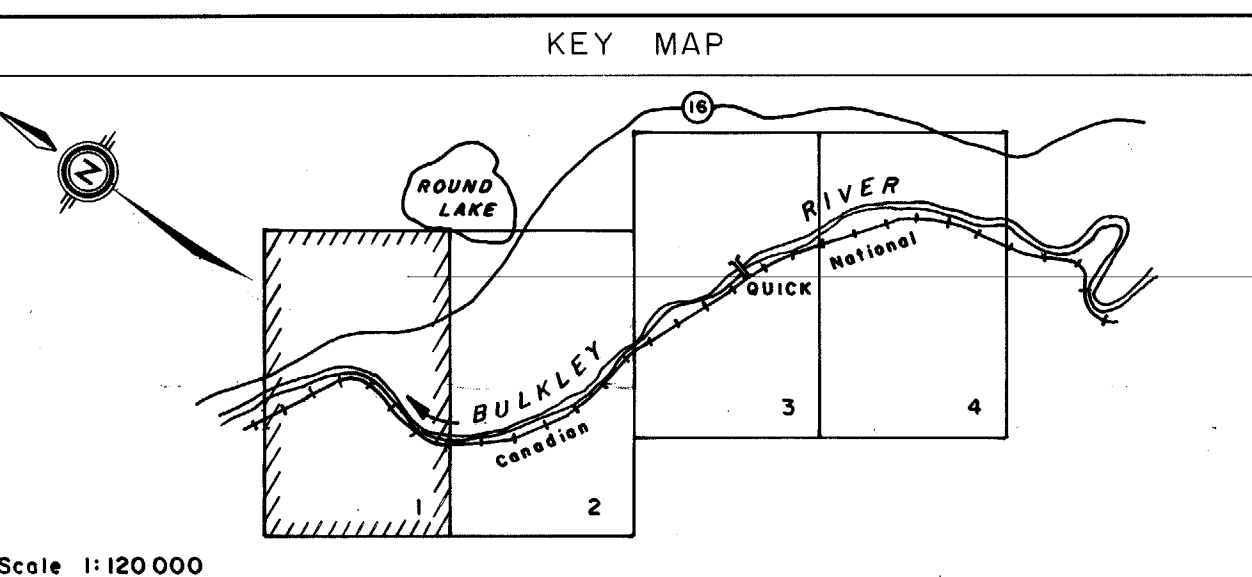 KEY MAP
16
N
ROUND
LAKE
RIVER
National
QUICK
BULKLEY
Canadian
3
4
1
2
Scale 1:120 000